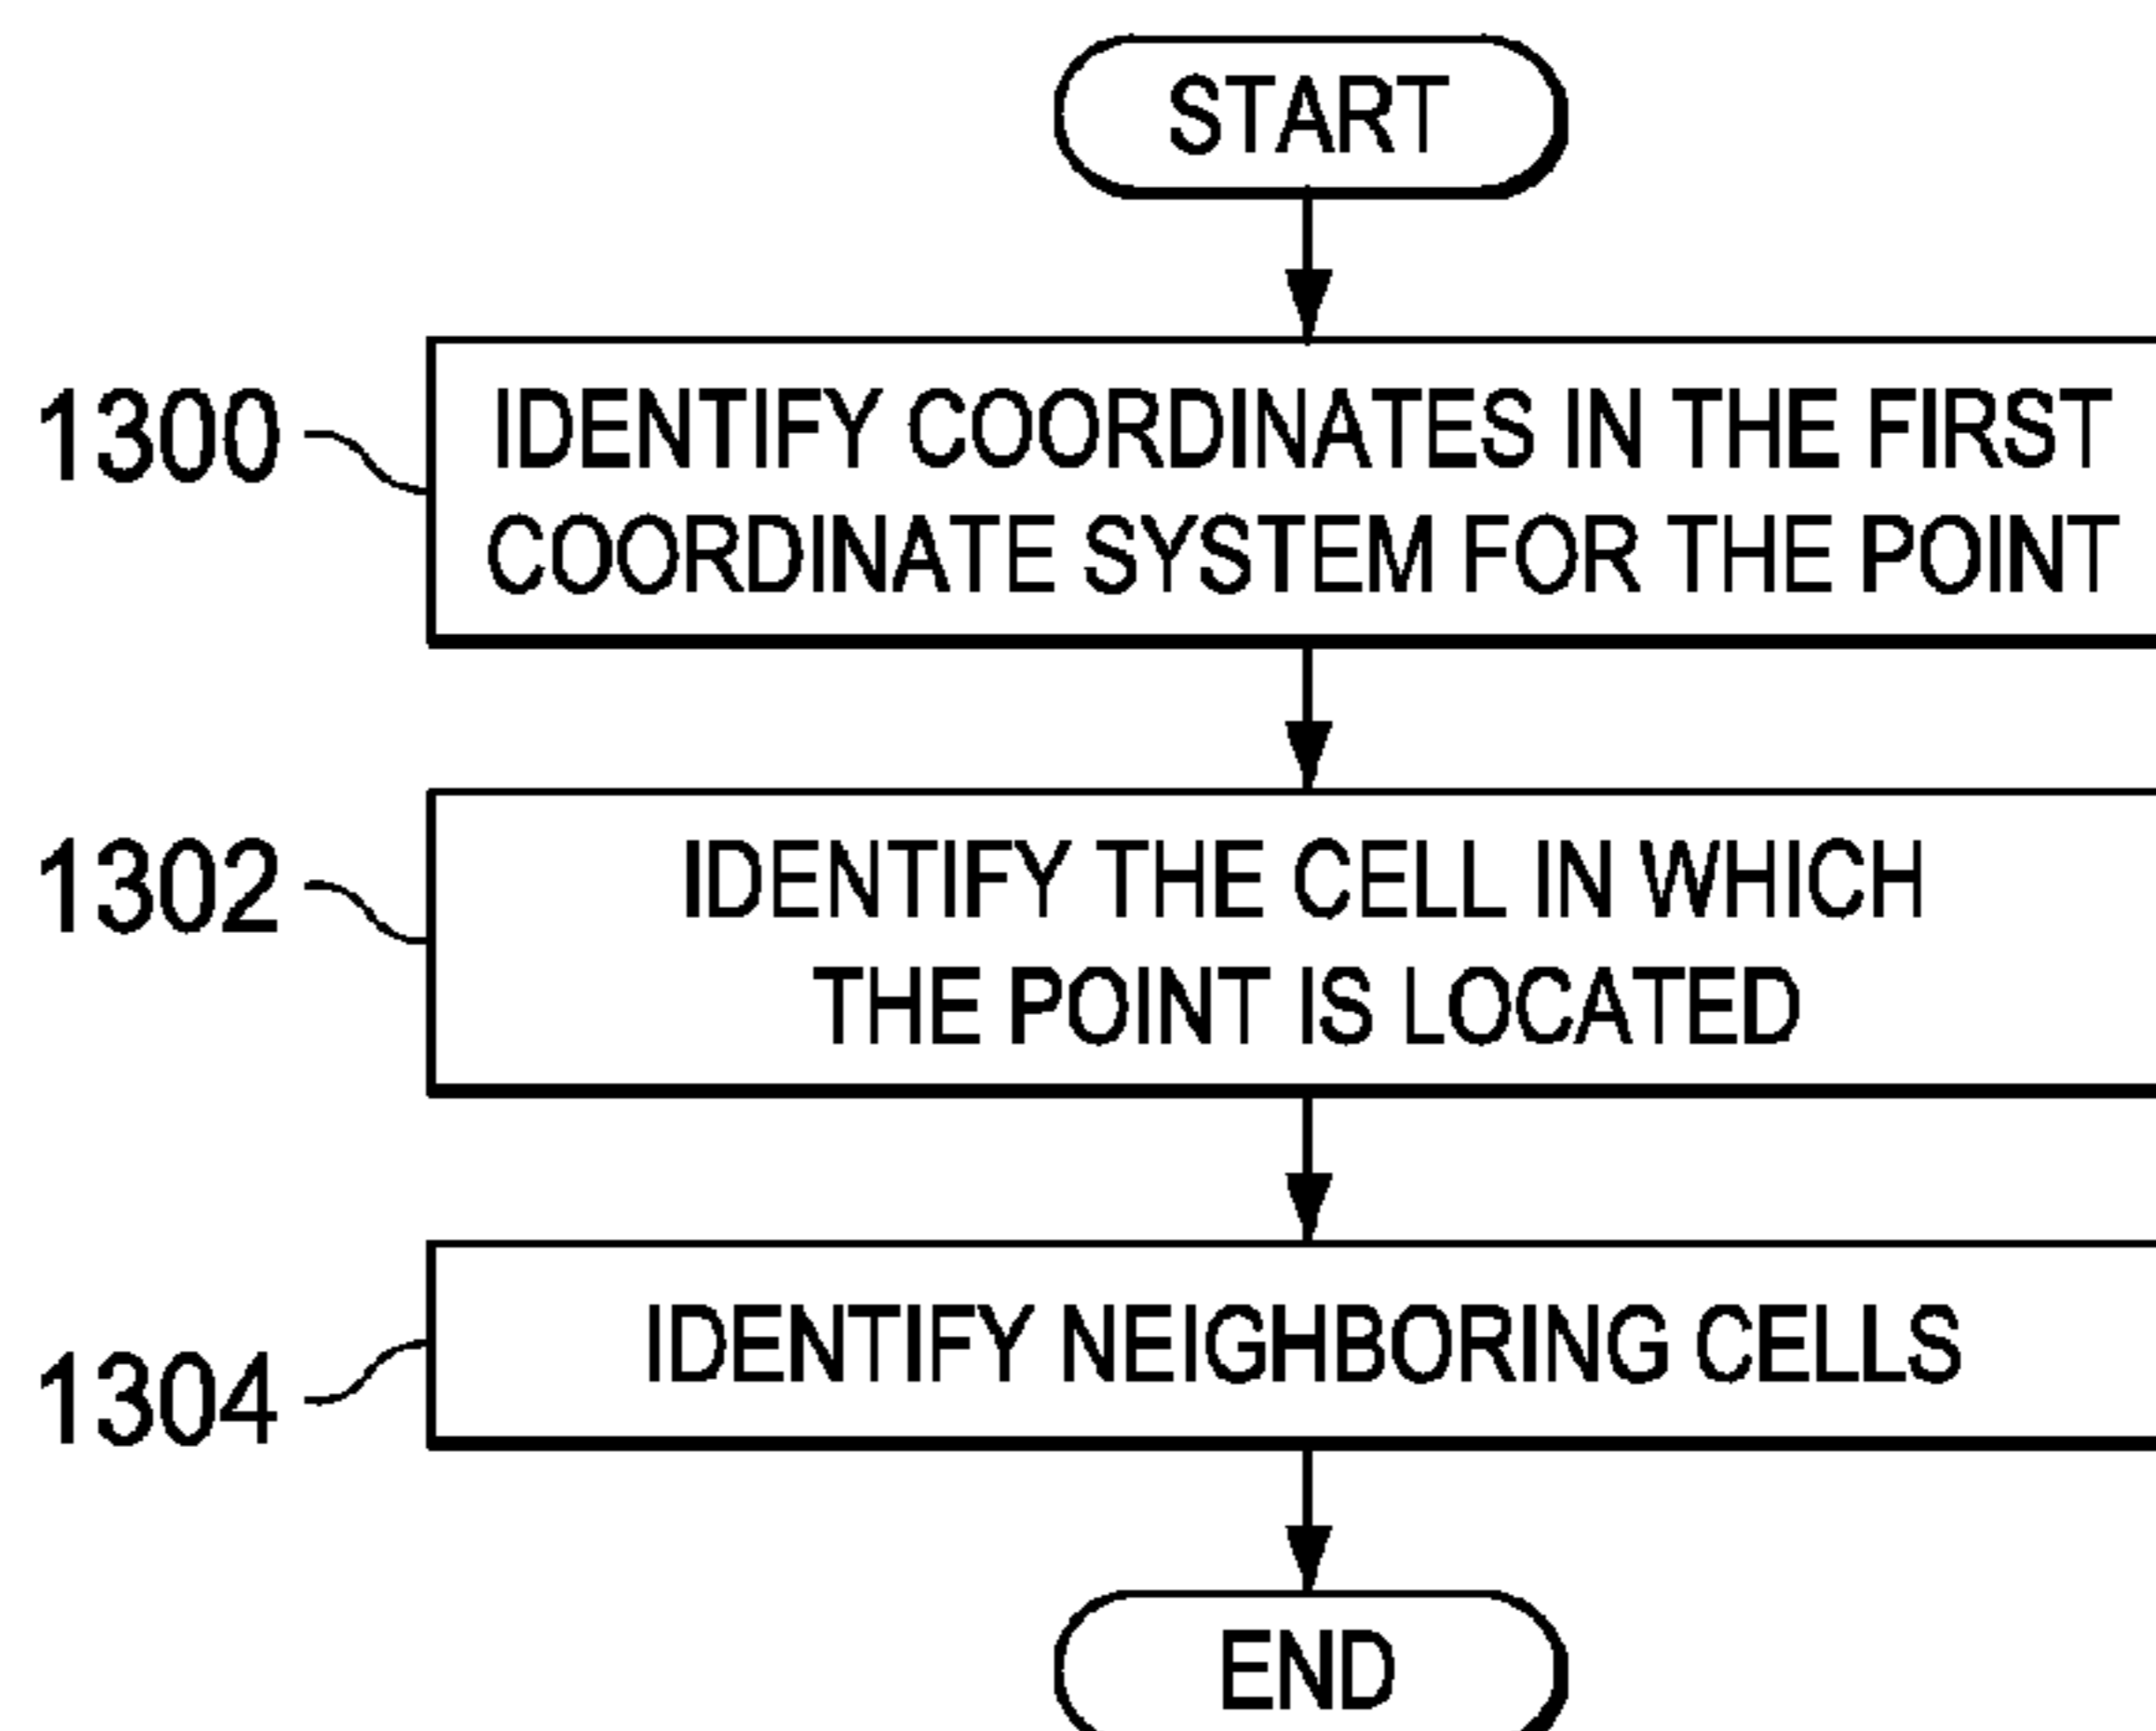 START
1300
IDENTIFY COORDINATES IN THE FIRST
COORDINATE SYSTEM FOR THE POINT
1302
IDENTIFY THE CELL IN WHICH
THE POINT IS LOCATED
1304
IDENTIFY NEIGHBORING CELLS
END